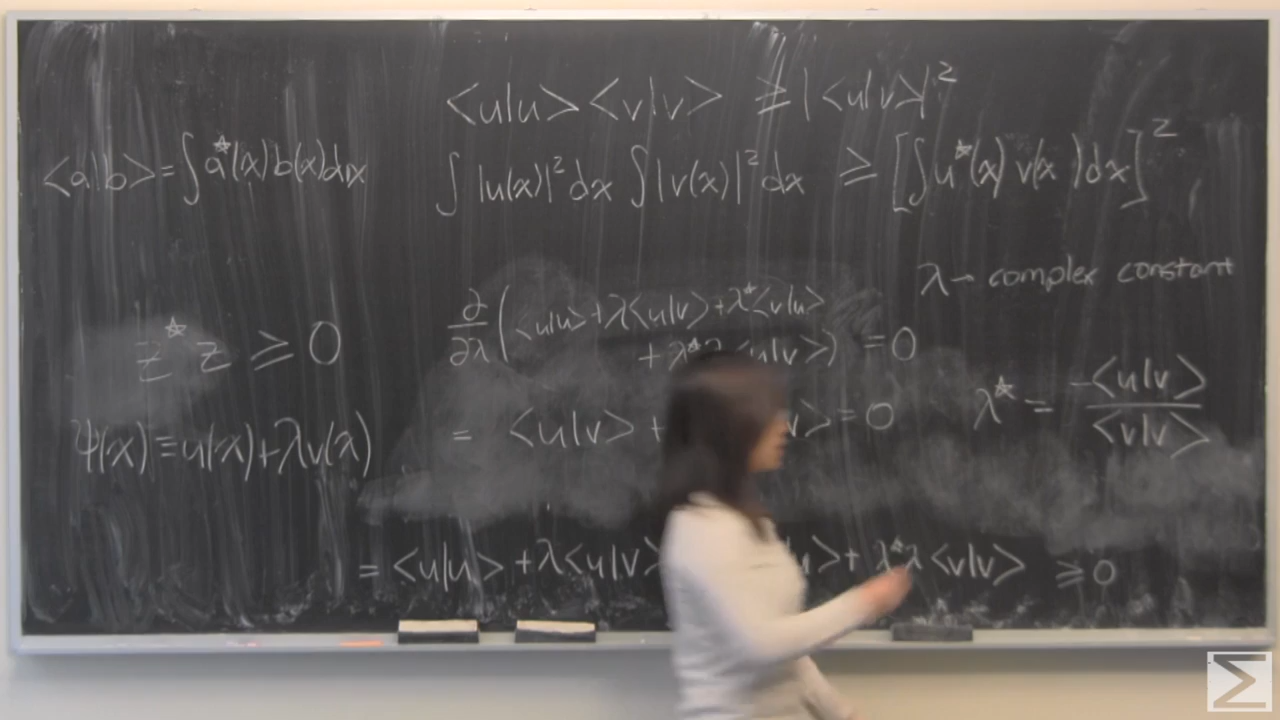 <u|u> <v|v> ≥ |<u|v>|²
<a|b> = ∫a*(x)b(x)dx
∫|u(x)|²dx ∫|v(x)|²dx ≥ [∫u*(x)v(x)dx]²
λ → complex constant
∂/∂λ (<u|u> + λ<u|v> + λ*<v|u>
+ λ* <u|v>) = 0
z*z ≥ 0
λ* = -<u|v>/<v|v>
= <u|v> + v> = 0
ψ(x) ≡ u(x) + λv(x)
= <u|u> + λ<u|v> u> + λ*λ<v|v> ≥ 0
Σ